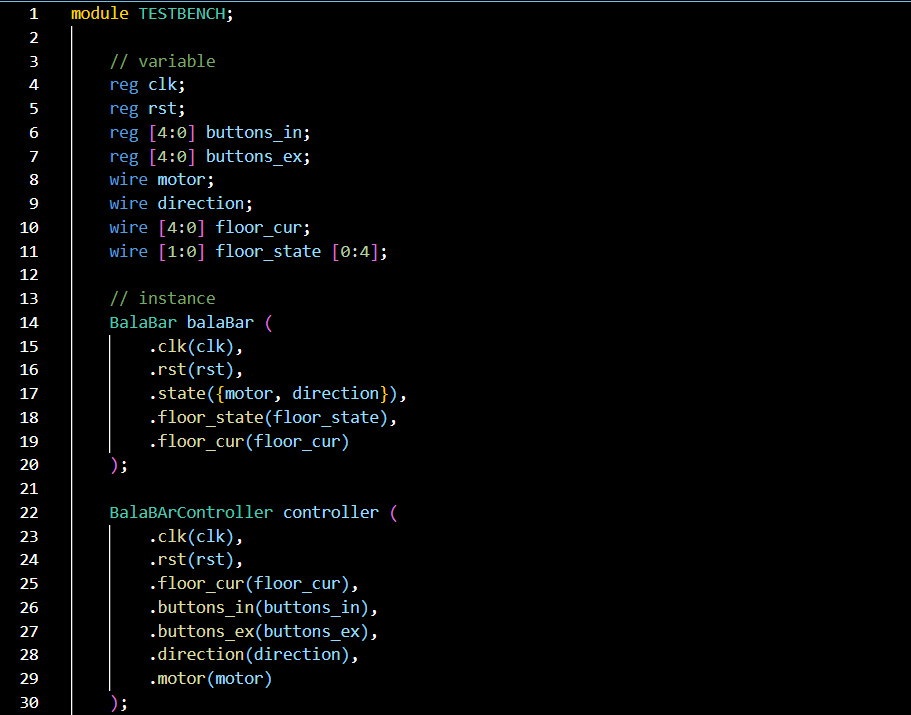 1 module TESTBENCH;
2
3 // variable
4 reg clk;
5 reg rst;
6 reg [4:0] buttons_in;
7 reg [4:0] buttons_ex;
8 wire motor;
9 wire direction;
10 wire [4:0] floor_cur;
11 wire [1:0] floor_state [0:4];
12
13 // instance
14 BalaBar balaBar (
15 .clk(clk),
16 .rst(rst),
17 .state({motor, direction}),
18 .floor_state(floor_state),
19 .floor_cur(floor_cur)
20 );
21
22 BalaBArController controller (
23 .clk(clk),
24 .rst(rst),
25 .floor_cur(floor_cur),
26 .buttons_in(buttons_in),
27 .buttons_ex(buttons_ex),
28 .direction(direction),
29 .motor(motor)
30 );